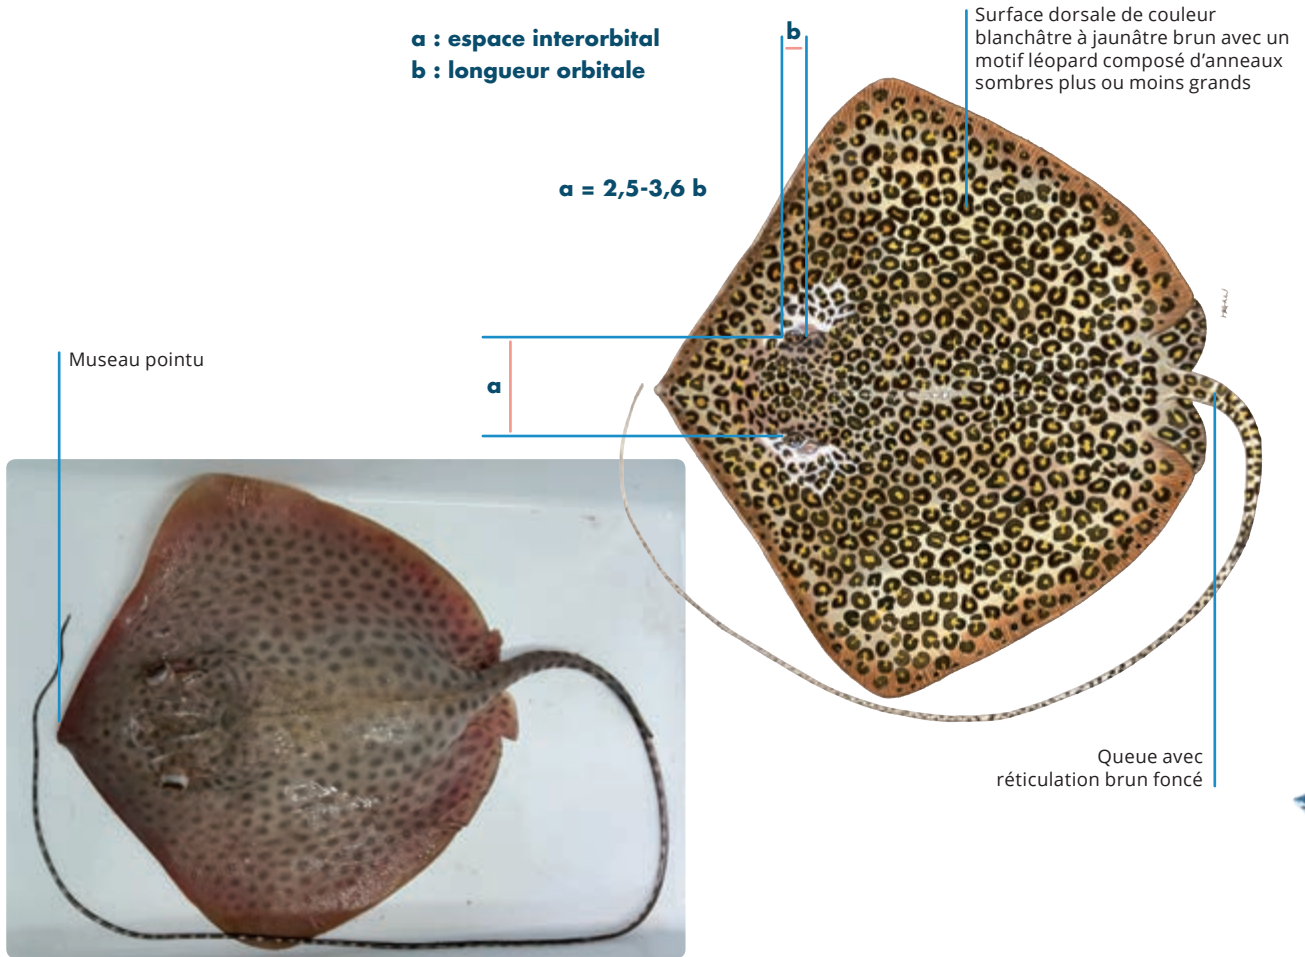 a : espace interorbital
b : longueur orbitale
b
Surface dorsale de couleur
blanchâtre à jaunâtre brun avec un
motif léopard composé d’anneaux
sombres plus ou moins grands
a = 2,5-3,6 b
Museau pointu
a
Queue avec
réticulation brun foncé